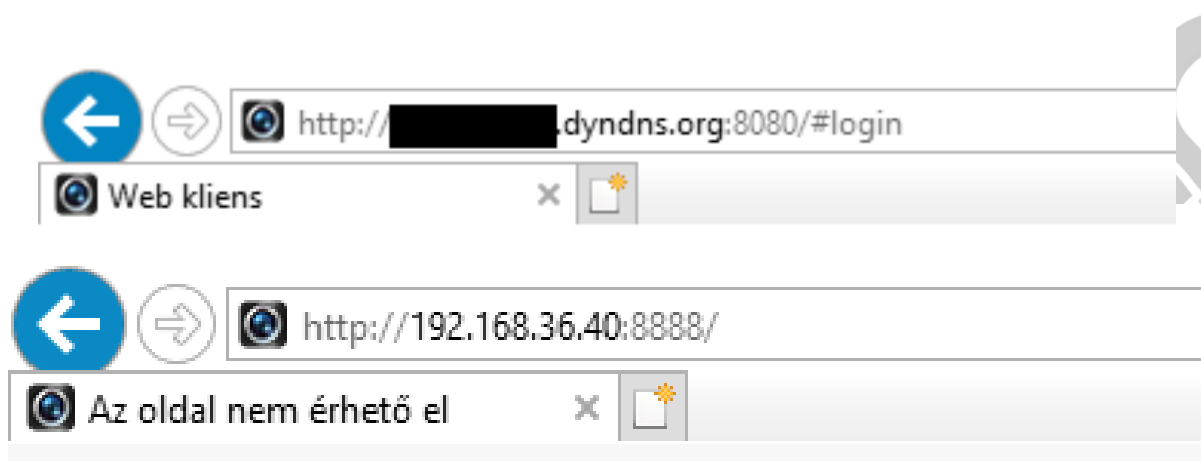 http:// .dyndns.org:8080/#login
Web kliens
http://192.168.36.40:8888/
Az oldal nem érhető el